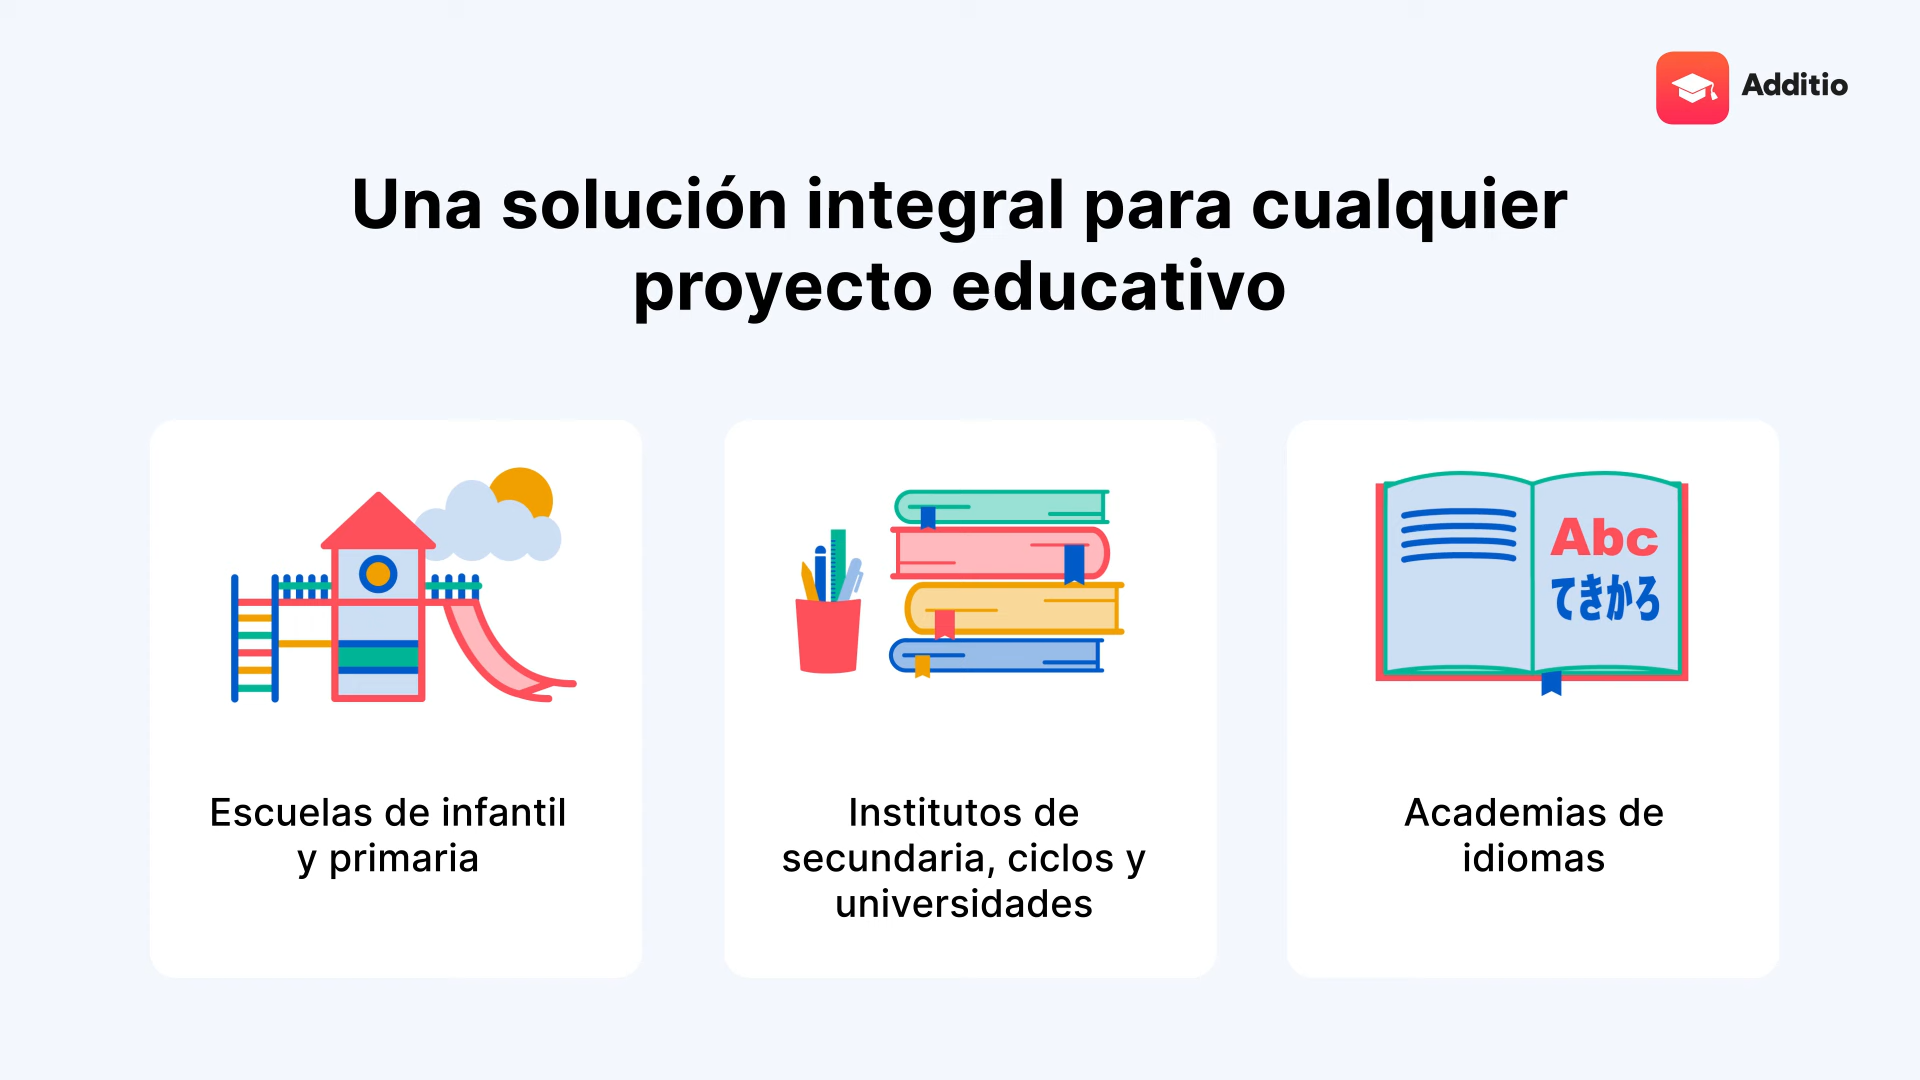 Additio
Una solución integral para cualquier
proyecto educativo
Abc
てきかろ
Escuelas de infantil
y primaria
Institutos de
secundaria, ciclos y
universidades
Academias de
idiomas